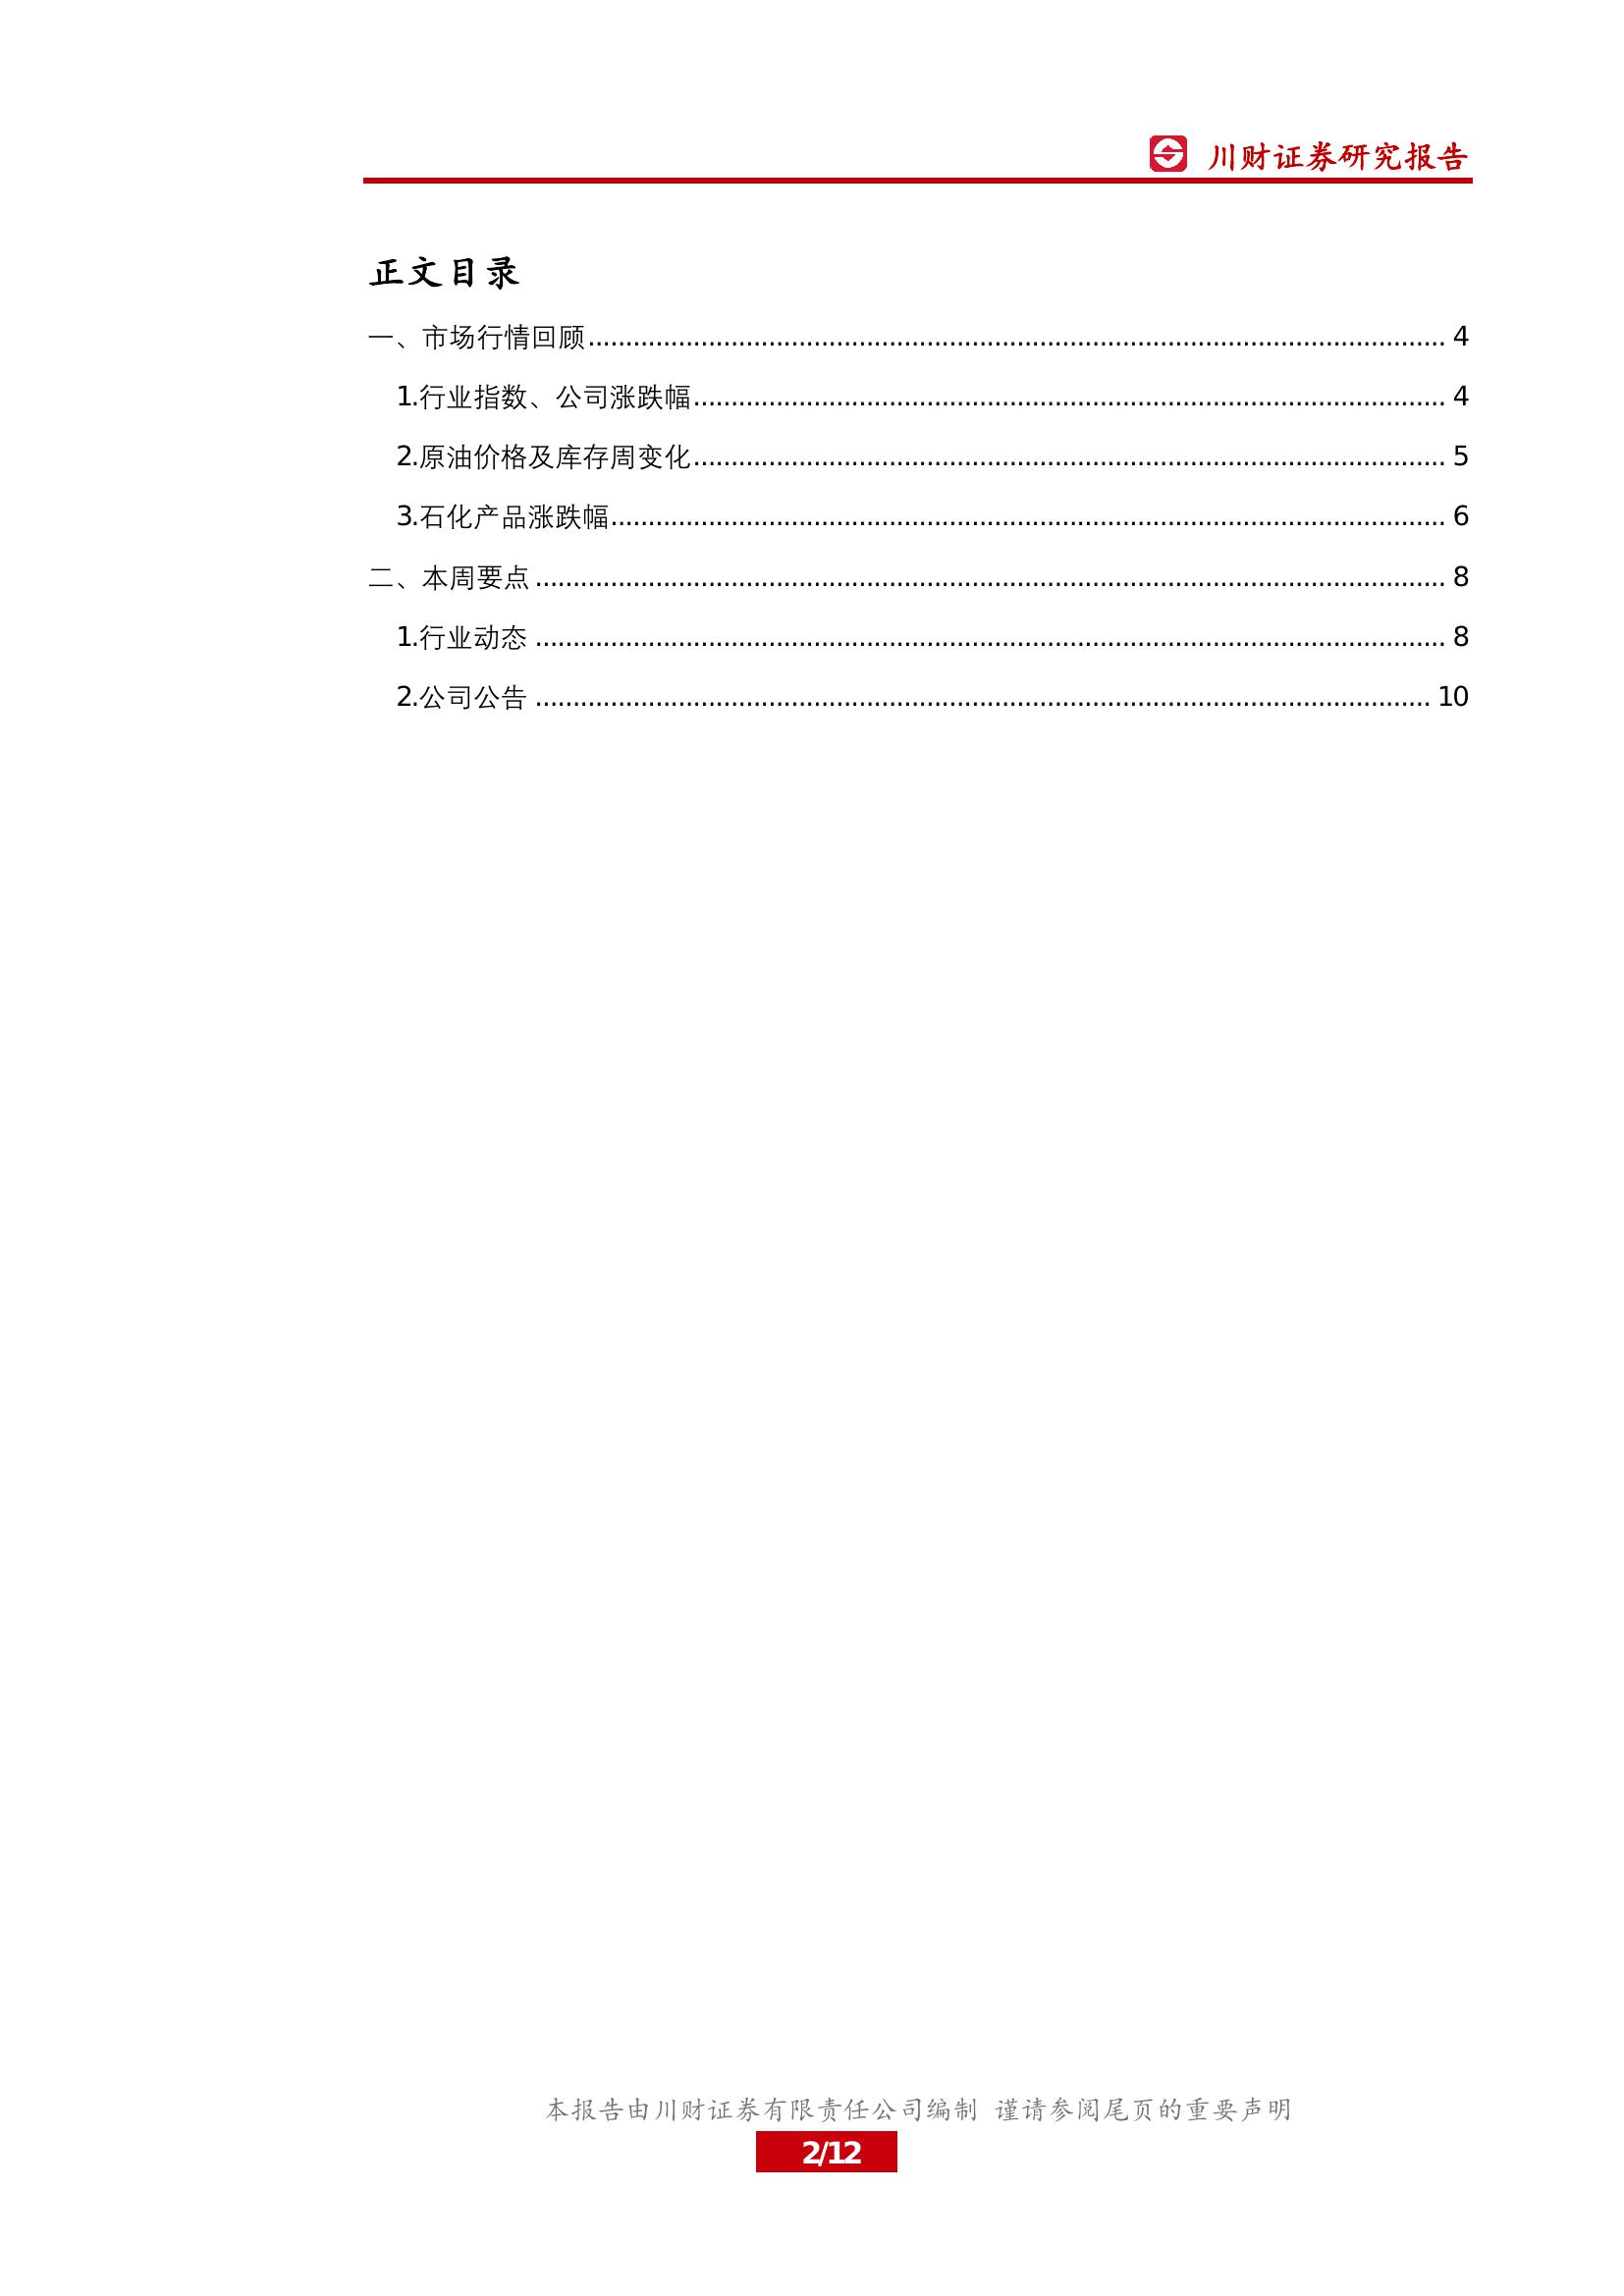 川财证券研究报告
正文目录
一、市场行情回顾........................................................................................................ 4
1.行业指数、公司涨跌幅........................................................................................... 4
2.原油价格及库存周变化........................................................................................... 5
3.石化产品涨跌幅..................................................................................................... 6
二、本周要点 .............................................................................................................. 8
1.行业动态 .............................................................................................................. 8
2.公司公告 ............................................................................................................ 10
本报告由川财证券有限责任公司编制 谨请参阅尾页的重要声明
2/12